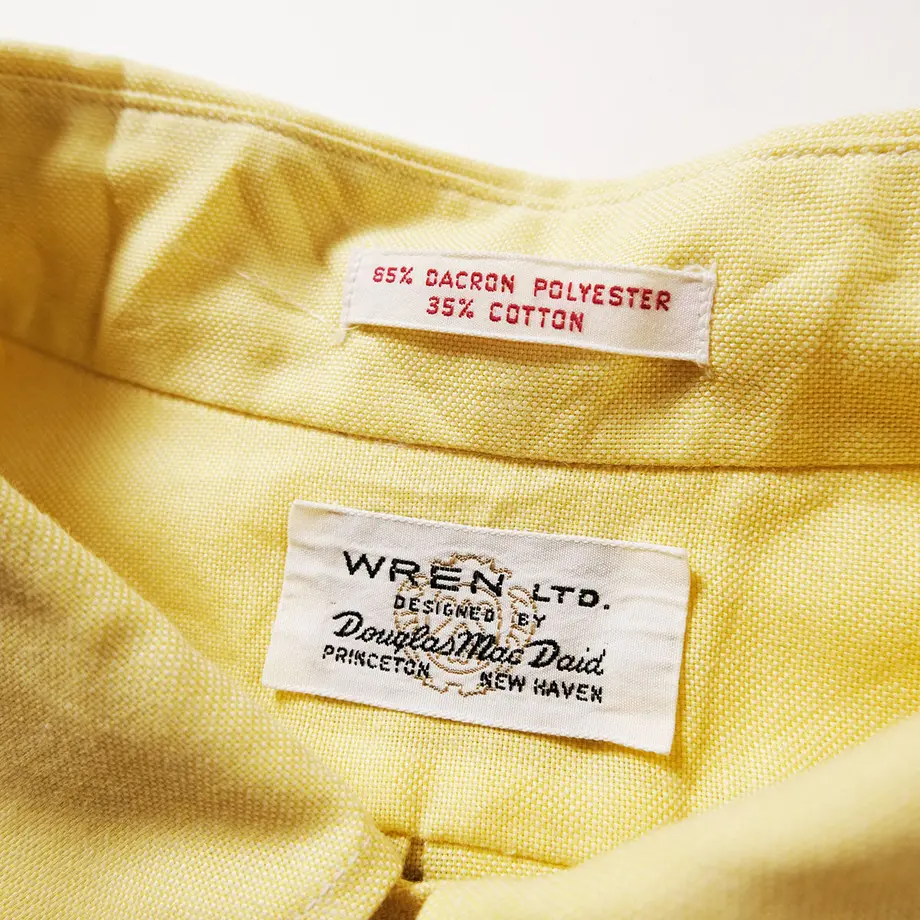 65% DACRON POLYESTER
35% COTTON
WREN LTD.
DESIGNED BY
Douglas Mac Daid
PRINCETON NEW HAVEN